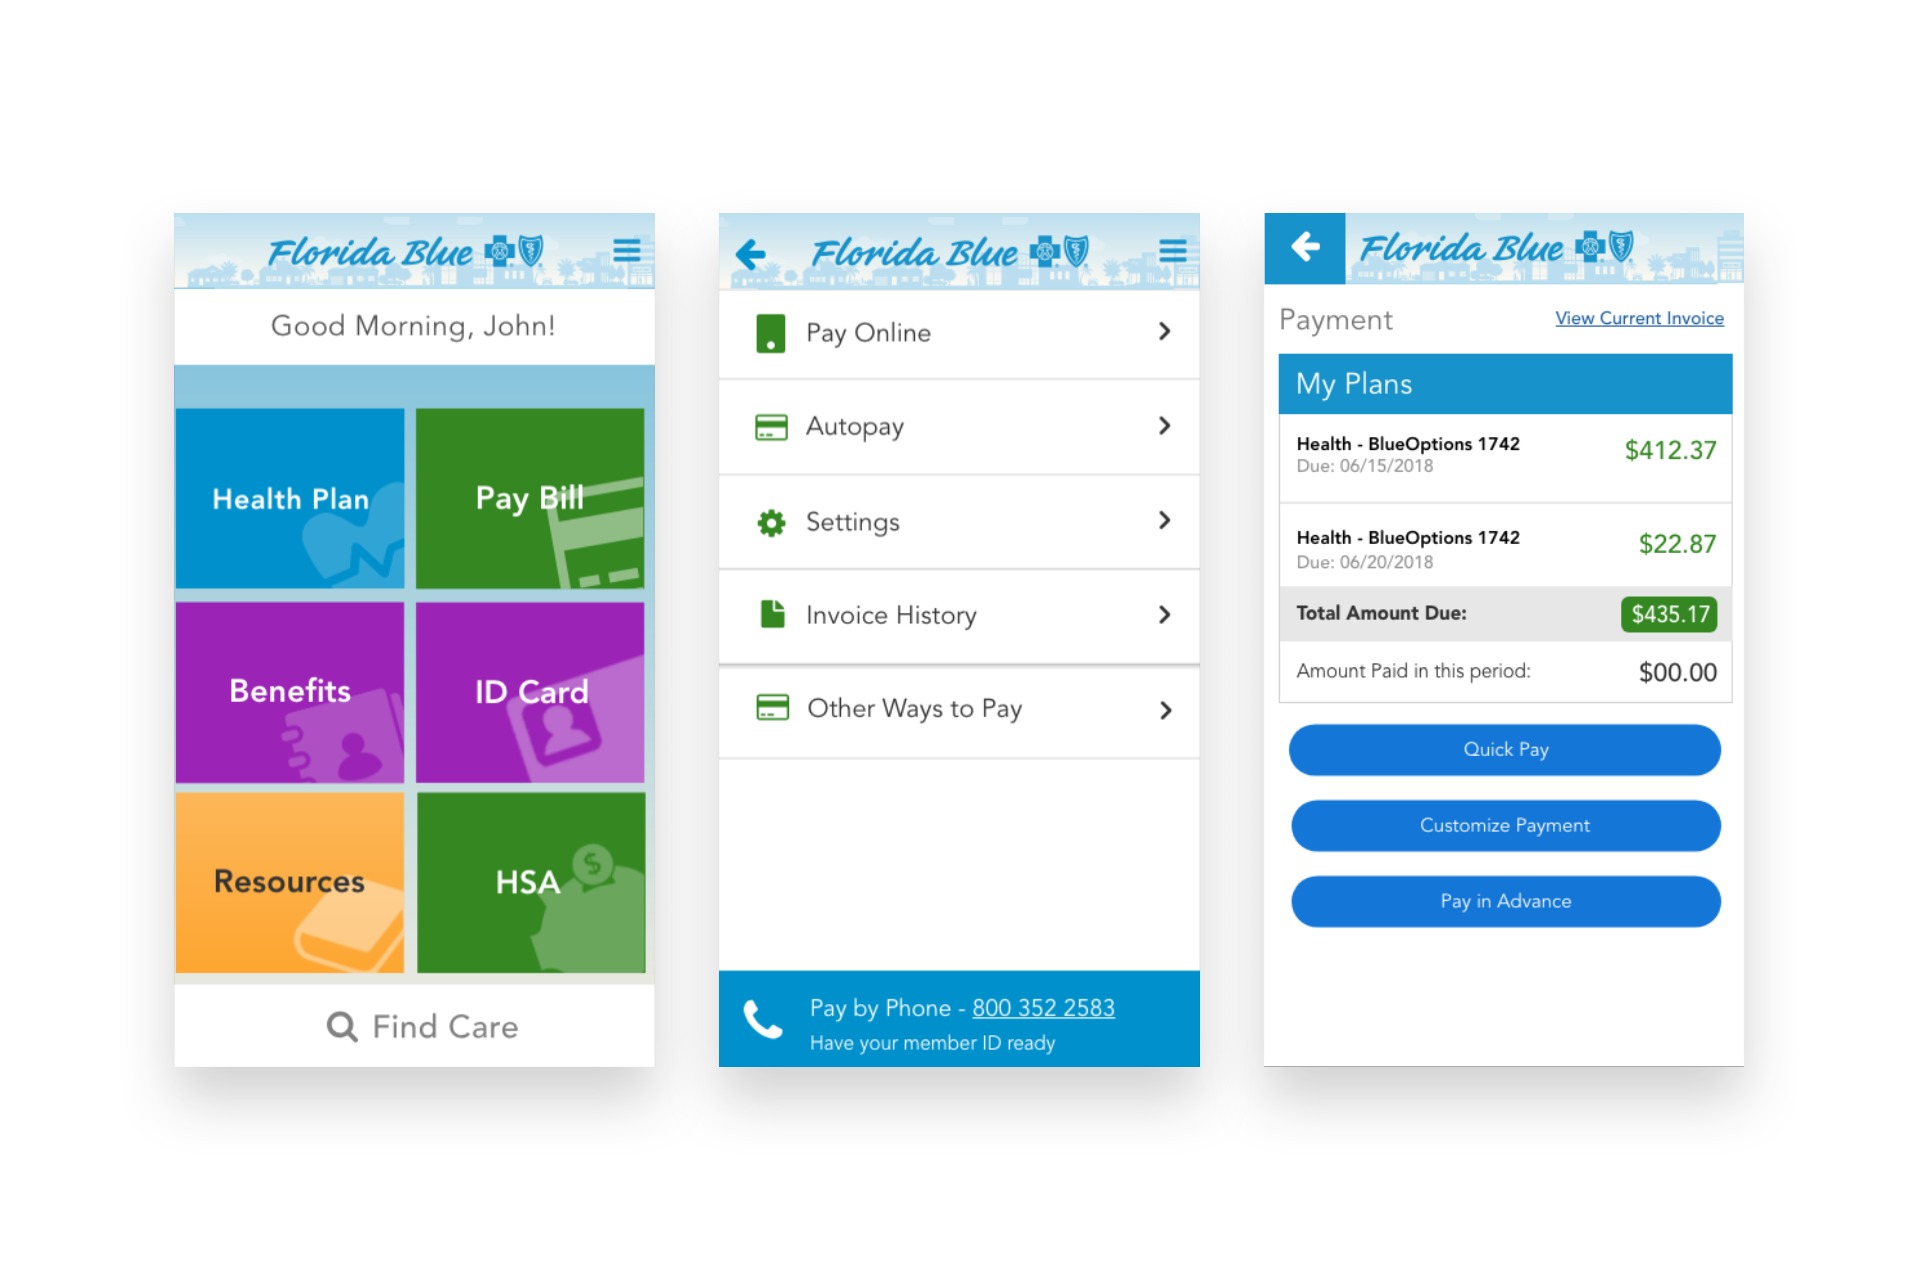 Florida Blue
Good Morning, John!
Health Plan
Pay Bill
Benefits
ID Card
Resources
HSA
$
Find Care
Florida Blue
Pay Online
Autopay
Settings
Invoice History
Other Ways to Pay
Pay by Phone - 800 352 2583
Have your member ID ready
Florida Blue
Payment
View Current Invoice
My Plans
Health - BlueOptions 1742
$412.37
Due: 06/15/2018
Health - BlueOptions 1742
$22.87
Due: 06/20/2018
Total Amount Due:
$435.17
Amount Paid in this period:
$00.00
Quick Pay
Customize Payment
Pay in Advance